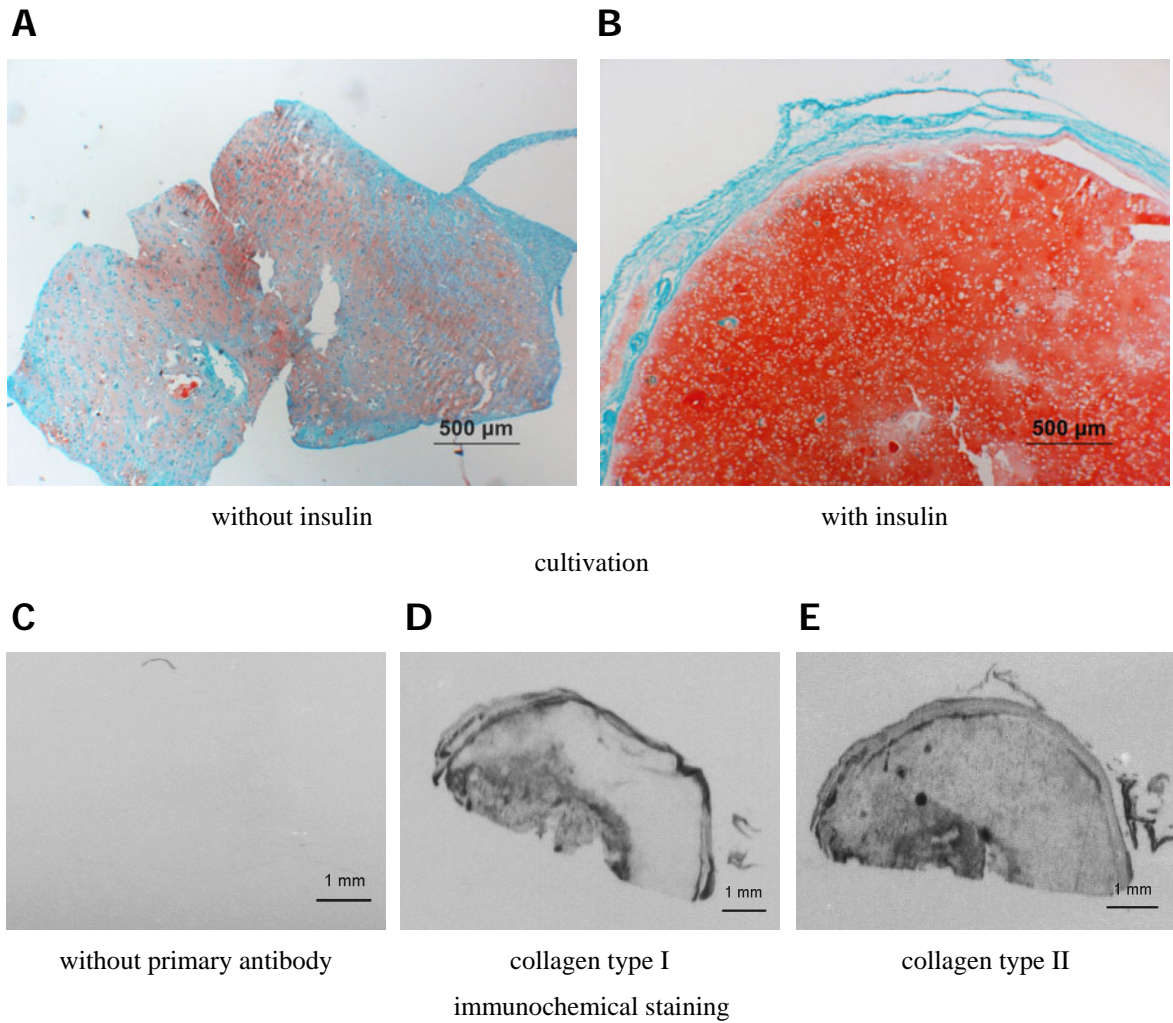 A
B
500 µm
500 µm
without insulin
with insulin
cultivation
C
D
E
1 mm
1 mm
1 mm
without primary antibody
collagen type I
collagen type II
immunochemical staining